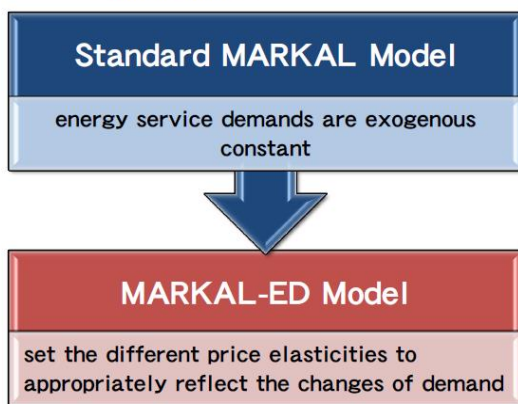 Standard MARKAL Model
energy service demands are exogenous
constant
MARKAL-ED Model
set the different price elasticities to
appropriately reflect the changes of demand